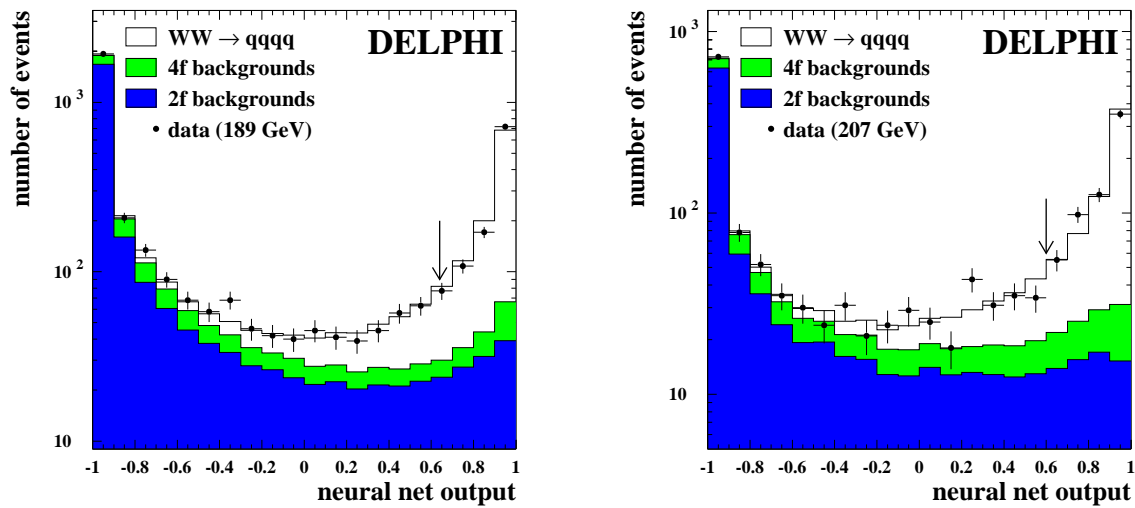 number of events
10³
10²
10
DELPHI
WW → qqqq
4f backgrounds
2f backgrounds
data (189 GeV)
-1 -0.8 -0.6 -0.4 -0.2 0 0.2 0.4 0.6 0.8 1
neural net output
number of events
10³
10²
10
DELPHI
WW → qqqq
4f backgrounds
2f backgrounds
data (207 GeV)
-1 -0.8 -0.6 -0.4 -0.2 0 0.2 0.4 0.6 0.8 1
neural net output